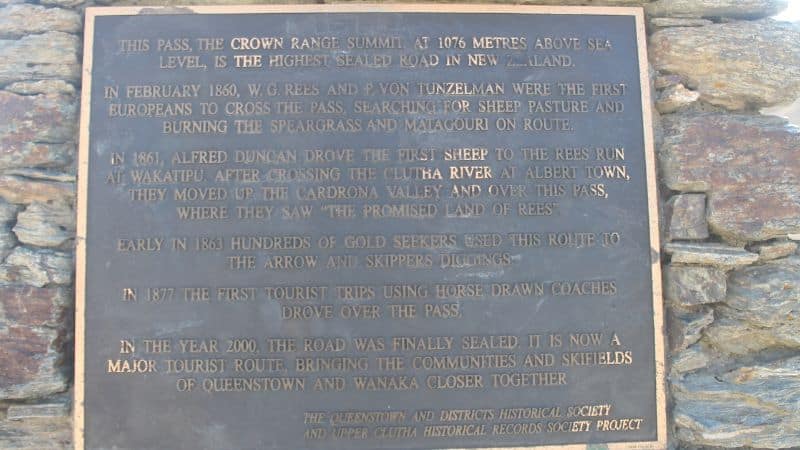 THIS PASS, THE CROWN RANGE SUMMIT, AT 1076 METRES ABOVE SEA
LEVEL, IS THE HIGHEST SEALED ROAD IN NEW ZEALAND.
IN FEBRUARY 1860, W. G. REES AND P. VON TUNZELMAN WERE THE FIRST
EUROPEANS TO CROSS THE PASS, SEARCHING FOR SHEEP PASTURE AND
BURNING THE SPEARGRASS AND MATAGOURI ON ROUTE.
IN 1861, ALFRED DUNCAN DROVE THE FIRST SHEEP TO THE REES RUN
AT WAKATIPU. AFTER CROSSING THE CLUTHA RIVER AT ALBERT TOWN,
THEY MOVED UP THE CARDRONA VALLEY AND OVER THIS PASS,
WHERE THEY SAW "THE PROMISED LAND OF REES"
EARLY IN 1863 HUNDREDS OF GOLD SEEKERS USED THIS ROUTE TO
THE ARROW AND SKIPPERS DIGGINGS.
IN 1877 THE FIRST TOURIST TRIPS USING HORSE DRAWN COACHES
DROVE OVER THE PASS.
IN THE YEAR 2000, THE ROAD WAS FINALLY SEALED. IT IS NOW A
MAJOR TOURIST ROUTE, BRINGING THE COMMUNITIES AND SKIFIELDS
OF QUEENSTOWN AND WANAKA CLOSER TOGETHER
THE QUEENSTOWN AND DISTRICTS HISTORICAL SOCIETY
AND UPPER CLUTHA HISTORICAL RECORDS SOCIETY PROJECT